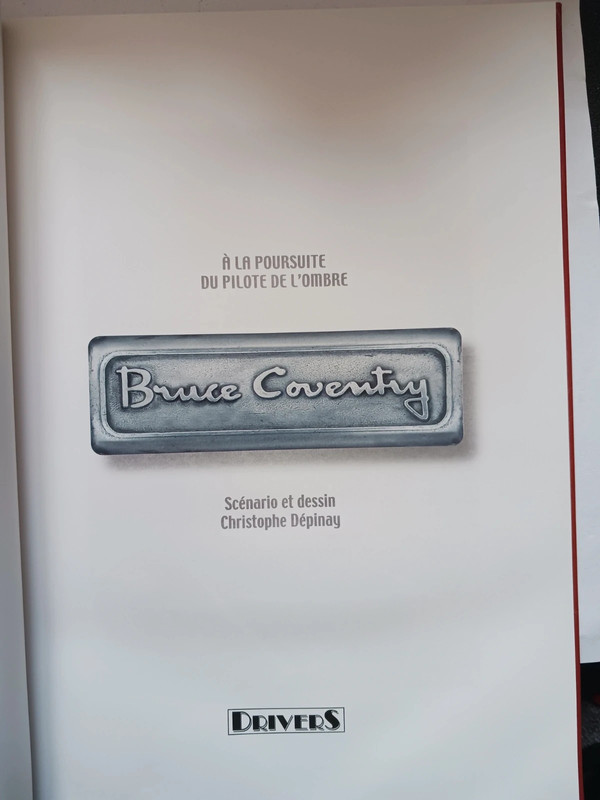 À LA POURSUITE
DU PILOTE DE L'OMBRE
Bruce Coventry
Scénario et dessin
Christophe Dépinay
DRIVERS